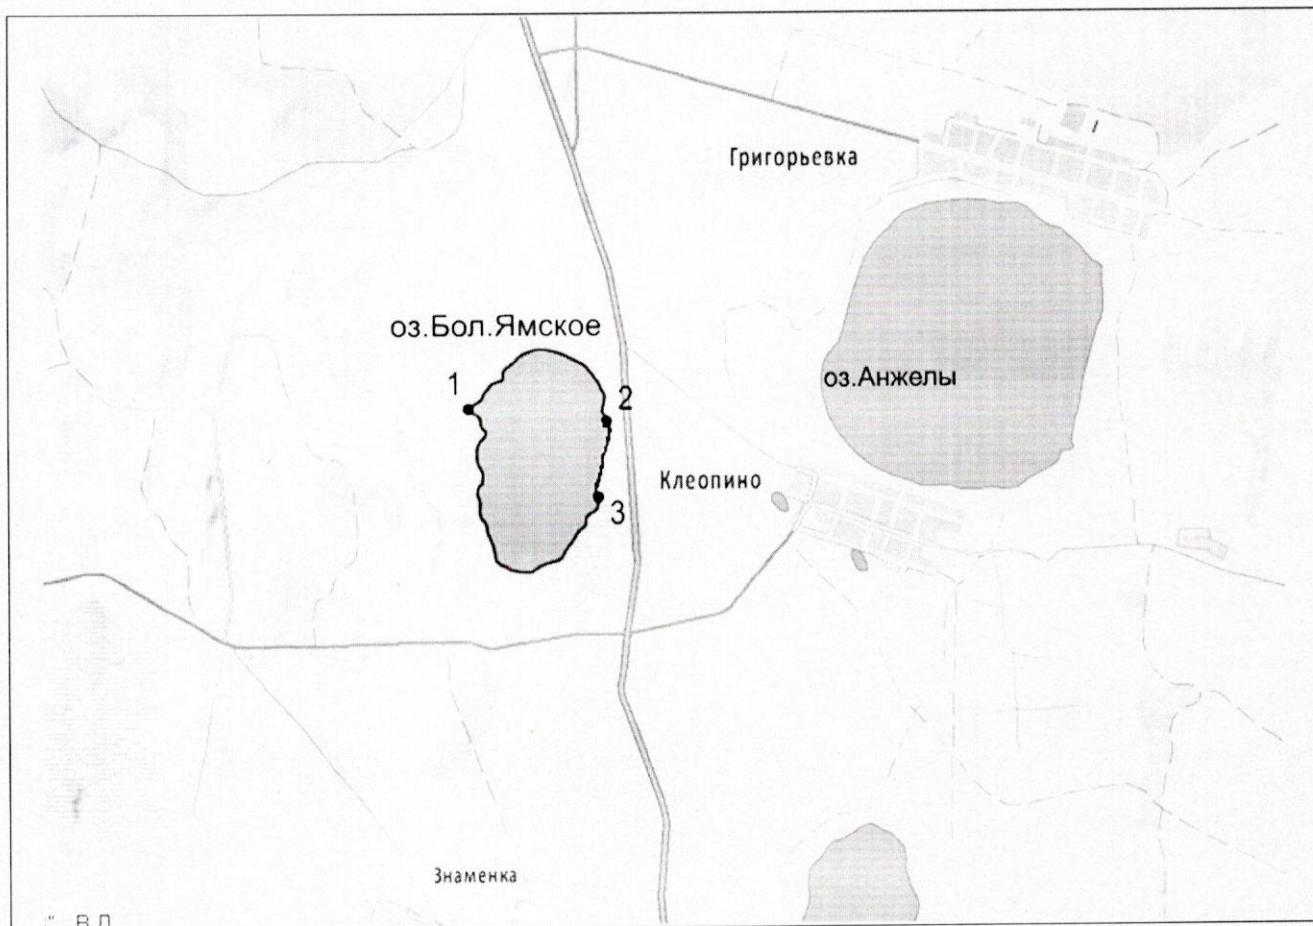 Григорьевка
оз.Бол.Ямское
1
2
оз.Анжелы
Клеопино
3
Знаменка